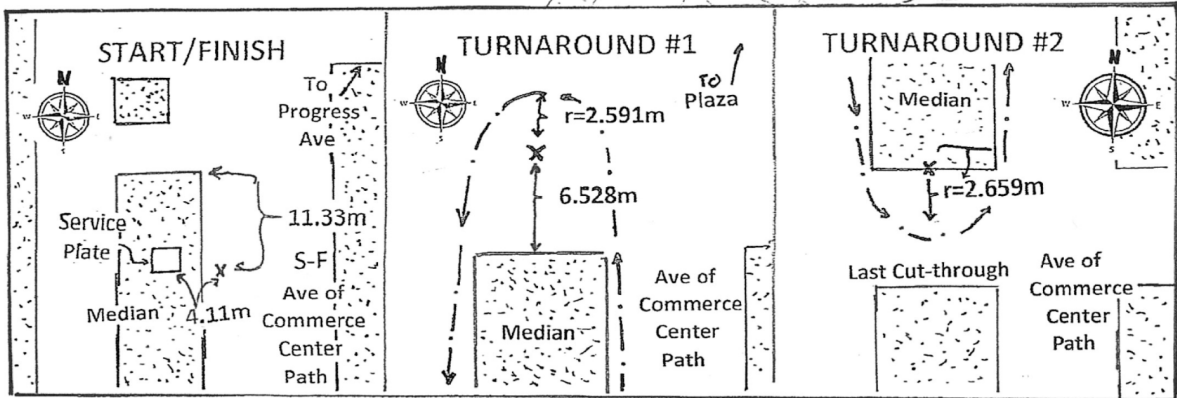 START/FINISH
N
W
E
S
To
Progress
Ave
11.33m
Service
Plate
S-F
Median
4.11m
Ave of
Commerce
Center
Path
TURNAROUND #1
N
W
E
S
TO
Plaza
r=2.591m
X
6.528m
Median
Ave of
Commerce
Center
Path
TURNAROUND #2
N
W
E
S
Median
X
r=2.659m
Last Cut-through
Ave of
Commerce
Center
Path